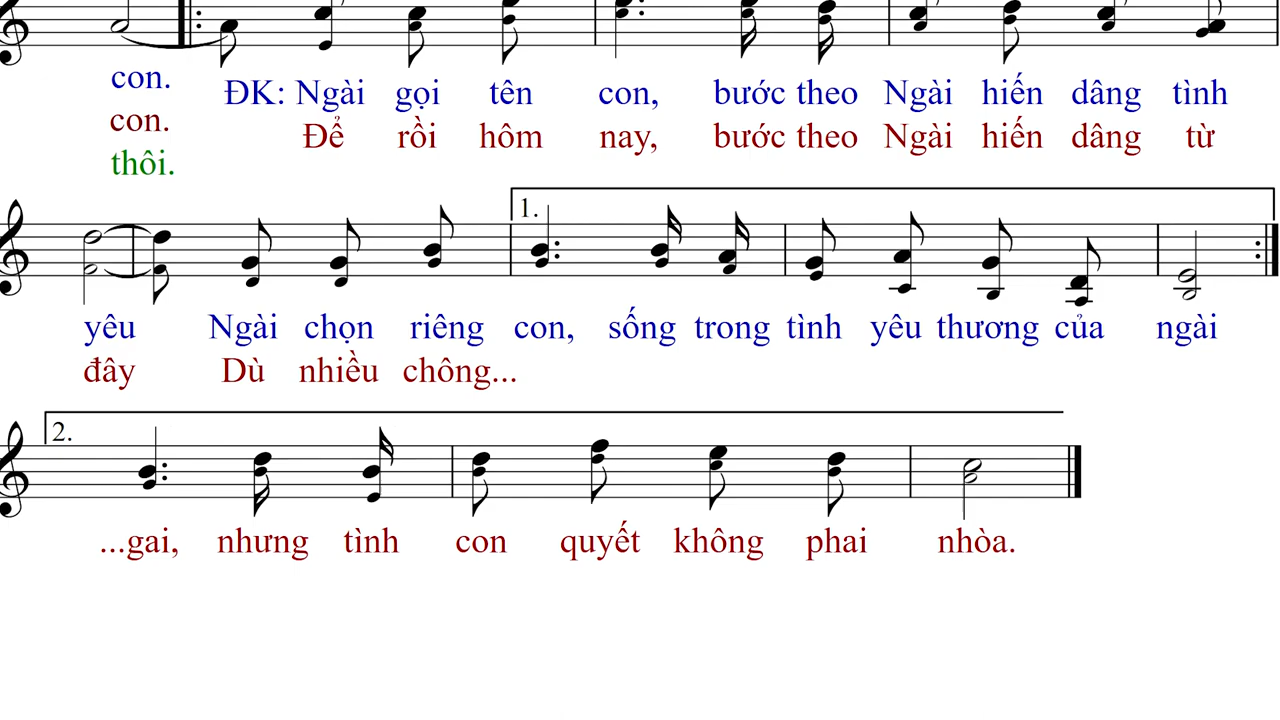 con. ĐK: Ngài gọi tên con, bước theo Ngài hiến dâng tình
con. Để rồi hôm nay, bước theo Ngài hiến dâng từ
thôi.
1.
yêu Ngài chọn riêng con, sống trong tình yêu thương của ngài
đây Dù nhiều chông...
2.
...gai, nhưng tình con quyết không phai nhòa.